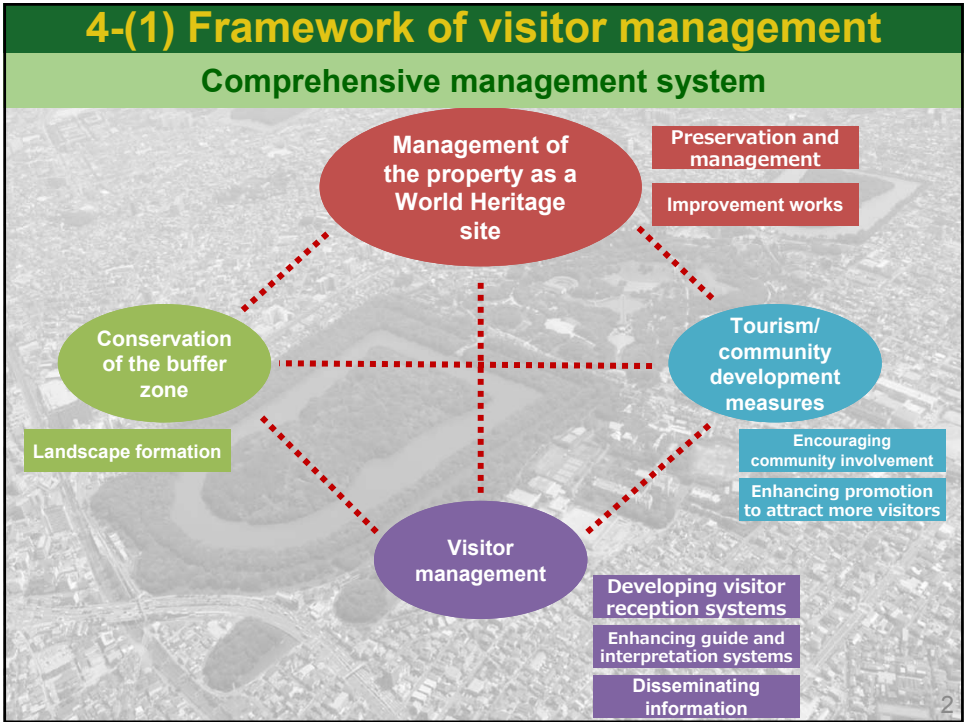 4-(1) Framework of visitor management
Comprehensive management system
Management of
the property as a
World Heritage
site
Preservation and
management
Improvement works
Conservation
of the buffer
zone
Landscape formation
Tourism/
community
development
measures
Encouraging
community involvement
Enhancing promotion
to attract more visitors
Visitor
management
Developing visitor
reception systems
Enhancing guide and
interpretation systems
Disseminating
information
2